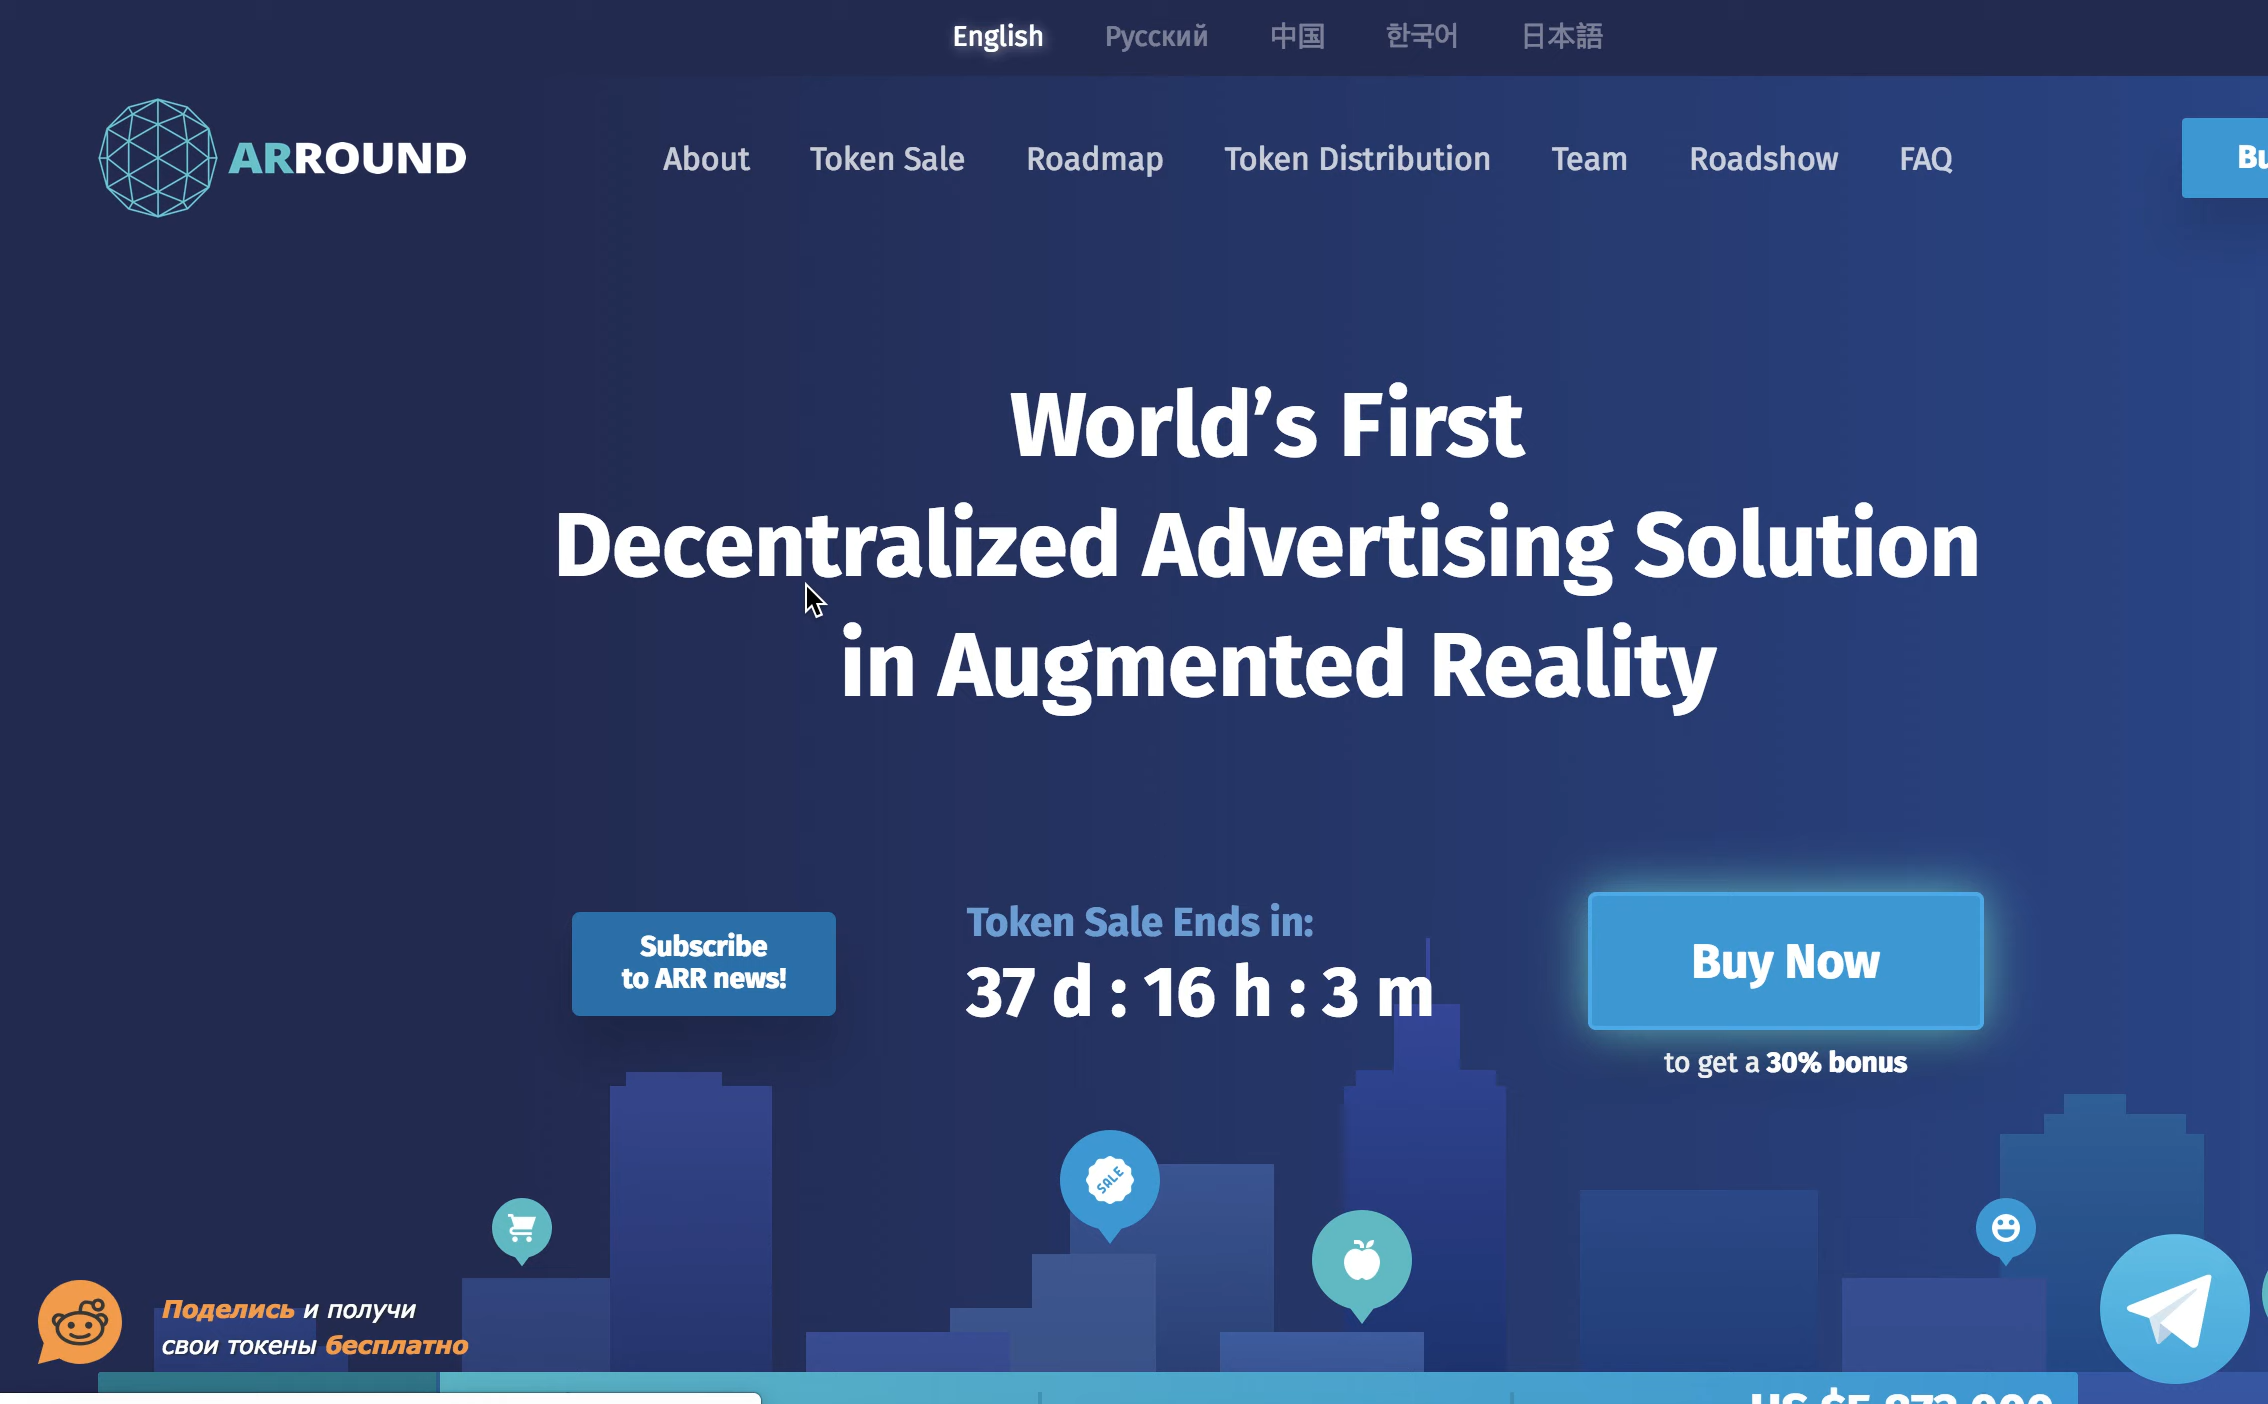 English Русский 中国 한국어 日本語
ARROUND
About Token Sale Roadmap Token Distribution Team Roadshow FAQ
World’s First
Decentralized Advertising Solution
in Augmented Reality
Subscribe
to ARR news!
Token Sale Ends in:
37 d : 16 h : 3 m
Buy Now
to get a 30% bonus
SALE
Поделись и получи
свои токены бесплатно